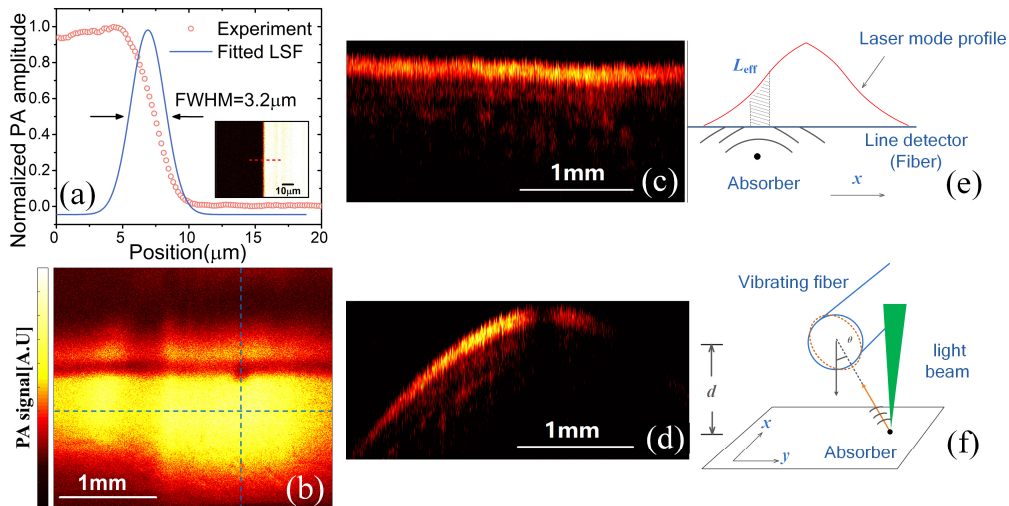 Normalized PA amplitude
1.0
0.8
0.6
0.4
0.2
0.0
Experiment
Fitted LSF
FWHM=3.2μm
10μm
(a)
0
5
10
15
20
Position(μm)
PA signal[A.U]
1mm
(b)
1mm
(c)
1mm
(d)
Laser mode profile
L_eff
Line detector
(Fiber)
Absorber
x
(e)
Vibrating fiber
θ
light
beam
d
x
y
Absorber
(f)